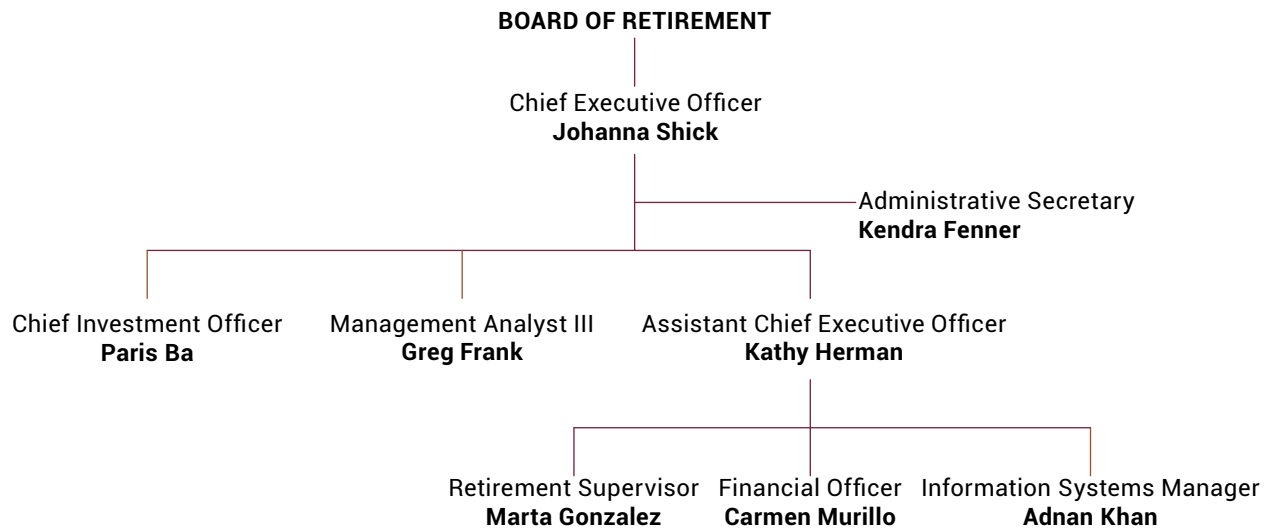 BOARD OF RETIREMENT
Chief Executive Officer
Johanna Shick
Administrative Secretary
Kendra Fenner
Chief Investment Officer
Paris Ba
Management Analyst III
Greg Frank
Assistant Chief Executive Officer
Kathy Herman
Retirement Supervisor
Marta Gonzalez
Financial Officer
Carmen Murillo
Information Systems Manager
Adnan Khan